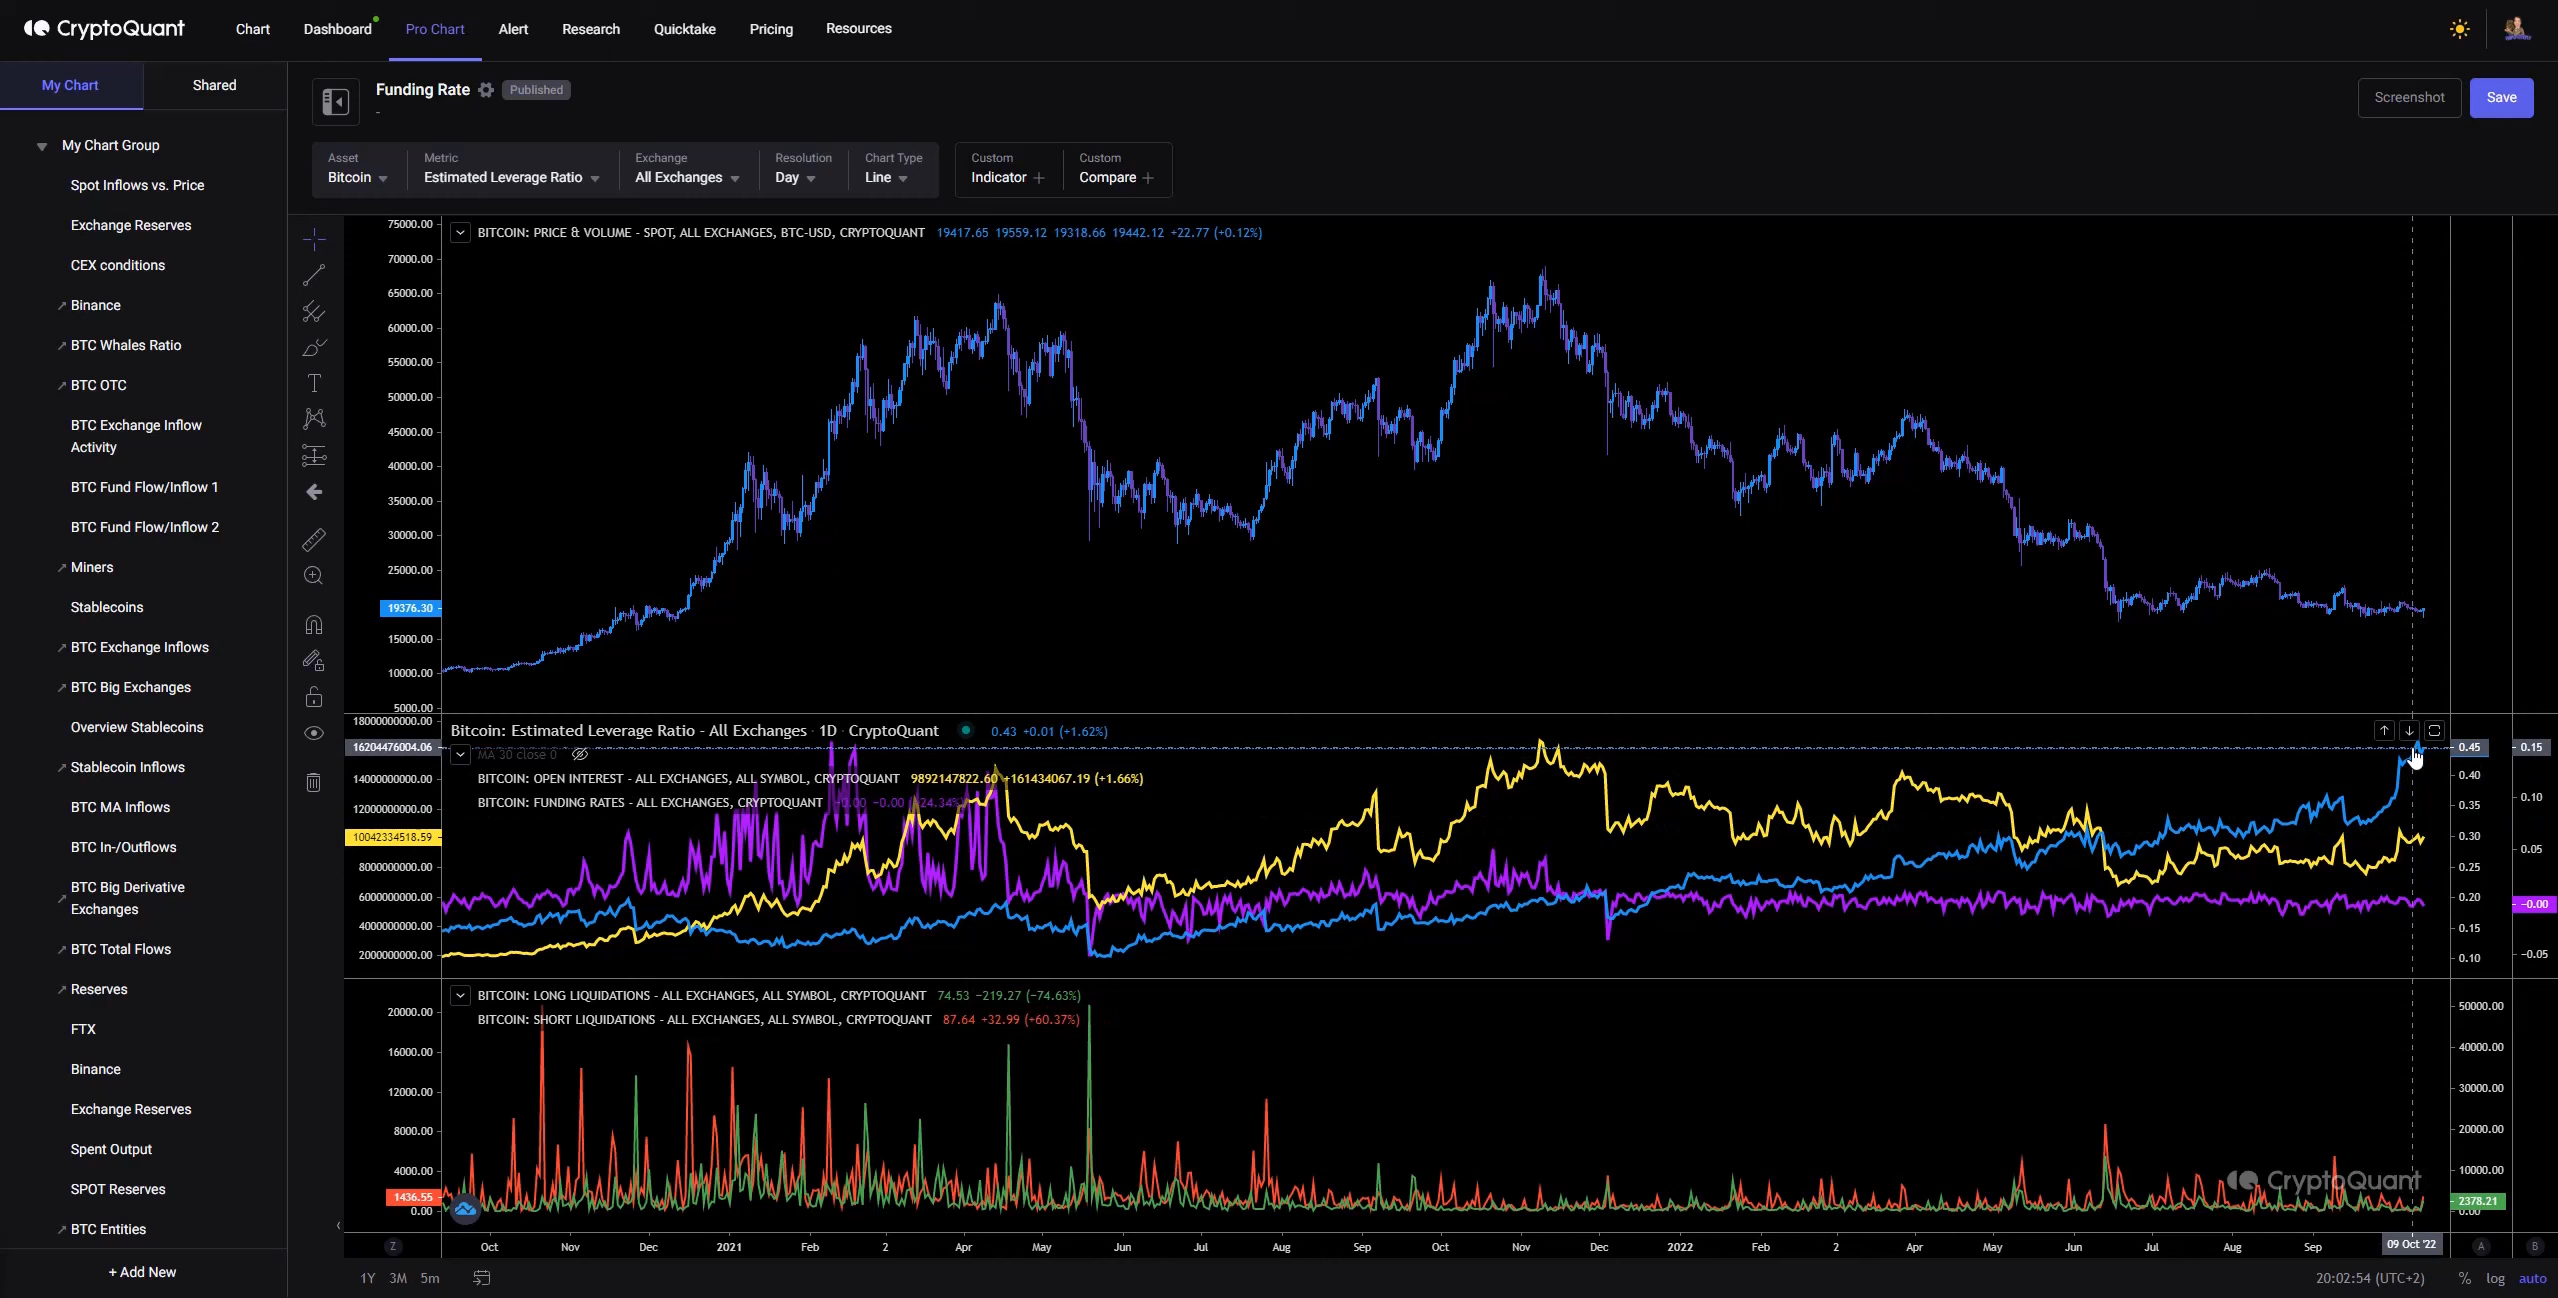 CryptoQuant
Chart
Dashboard
Pro Chart
Alert
Research
Quicktake
Pricing
Resources
My Chart
Shared
My Chart Group
Spot Inflows vs. Price
Exchange Reserves
CEX conditions
Binance
BTC Whales Ratio
BTC OTC
BTC Exchange Inflow
Activity
BTC Fund Flow/Inflow 1
BTC Fund Flow/Inflow 2
Miners
Stablecoins
BTC Exchange Inflows
BTC Big Exchanges
Overview Stablecoins
Stablecoin Inflows
BTC MA Inflows
BTC In-/Outflows
BTC Big Derivative
Exchanges
BTC Total Flows
Reserves
FTX
Binance
Exchange Reserves
Spent Output
SPOT Reserves
BTC Entities
+ Add New
Funding Rate
Published
-
Screenshot
Save
Asset
Bitcoin
Metric
Estimated Leverage Ratio
Exchange
All Exchanges
Resolution
Day
Chart Type
Line
Custom
Indicator +
Custom
Compare +
BITCOIN: PRICE & VOLUME - SPOT, ALL EXCHANGES, BTC-USD, CRYPTOQUANT 19417.65 19559.12 19318.66 19442.12 +22.77 (+0.12%)
75000.00
70000.00
65000.00
60000.00
55000.00
50000.00
45000.00
40000.00
35000.00
30000.00
25000.00
19376.30
15000.00
10000.00
5000.00
Bitcoin: Estimated Leverage Ratio - All Exchanges · 1D · CryptoQuant 0.43 +0.01 (+1.62%)
MA 30 close 0
BITCOIN: OPEN INTEREST - ALL EXCHANGES, ALL SYMBOL, CRYPTOQUANT 9892147822.60 +161434067.19 (+1.66%)
BITCOIN: FUNDING RATES - ALL EXCHANGES, CRYPTOQUANT
18000000000.00
16204476004.06
14000000000.00
12000000000.00
10042334518.59
8000000000.00
6000000000.00
4000000000.00
2000000000.00
0.45
0.40
0.35
0.30
0.25
0.20
0.15
0.10
0.15
0.10
0.05
-0.00
-0.05
BITCOIN: LONG LIQUIDATIONS - ALL EXCHANGES, ALL SYMBOL, CRYPTOQUANT 74.53 −219.27 (−74.63%)
BITCOIN: SHORT LIQUIDATIONS - ALL EXCHANGES, ALL SYMBOL, CRYPTOQUANT 87.64 +32.99 (+60.37%)
20000.00
16000.00
12000.00
8000.00
4000.00
1436.55
0.00
50000.00
40000.00
30000.00
20000.00
10000.00
2378.21
0.00
CryptoQuant
Z
Oct
Nov
Dec
2021
Feb
2
Apr
May
Jun
Jul
Aug
Sep
Oct
Nov
Dec
2022
Feb
2
Apr
May
Jun
Jul
Aug
Sep
09 Oct '22
A
B
1Y
3M
5m
20:02:54 (UTC+2)
%
log
auto